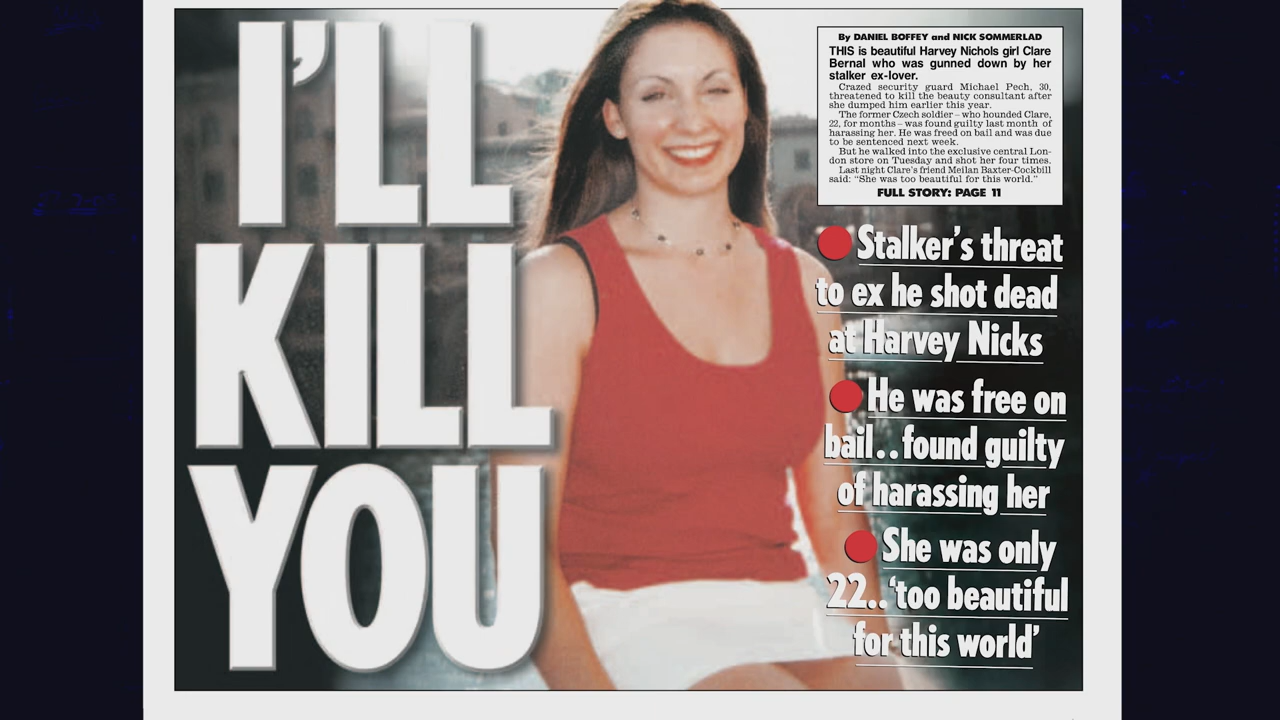 I'LL
KILL
YOU
By DANIEL BOFFEY and NICK SOMMERLAD
THIS is beautiful Harvey Nichols girl Clare
Bernal who was gunned down by her
stalker ex-lover.
Crazed security guard Michael Pech, 30,
threatened to kill the beauty consultant after
she dumped him earlier this year.
The former Czech soldier – who hounded Clare,
22, for months – was found guilty last month of
harassing her. He was freed on bail and was due
to be sentenced next week.
But he walked into the exclusive central Lon-
don store on Tuesday and shot her four times.
Last night Clare's friend Meilan Baxter-Cockbill
said: "She was too beautiful for this world."
FULL STORY: PAGE 11
Stalker's threat
to ex he shot dead
at Harvey Nicks
He was free on
bail..found guilty
of harassing her
She was only
22..'too beautiful
for this world'